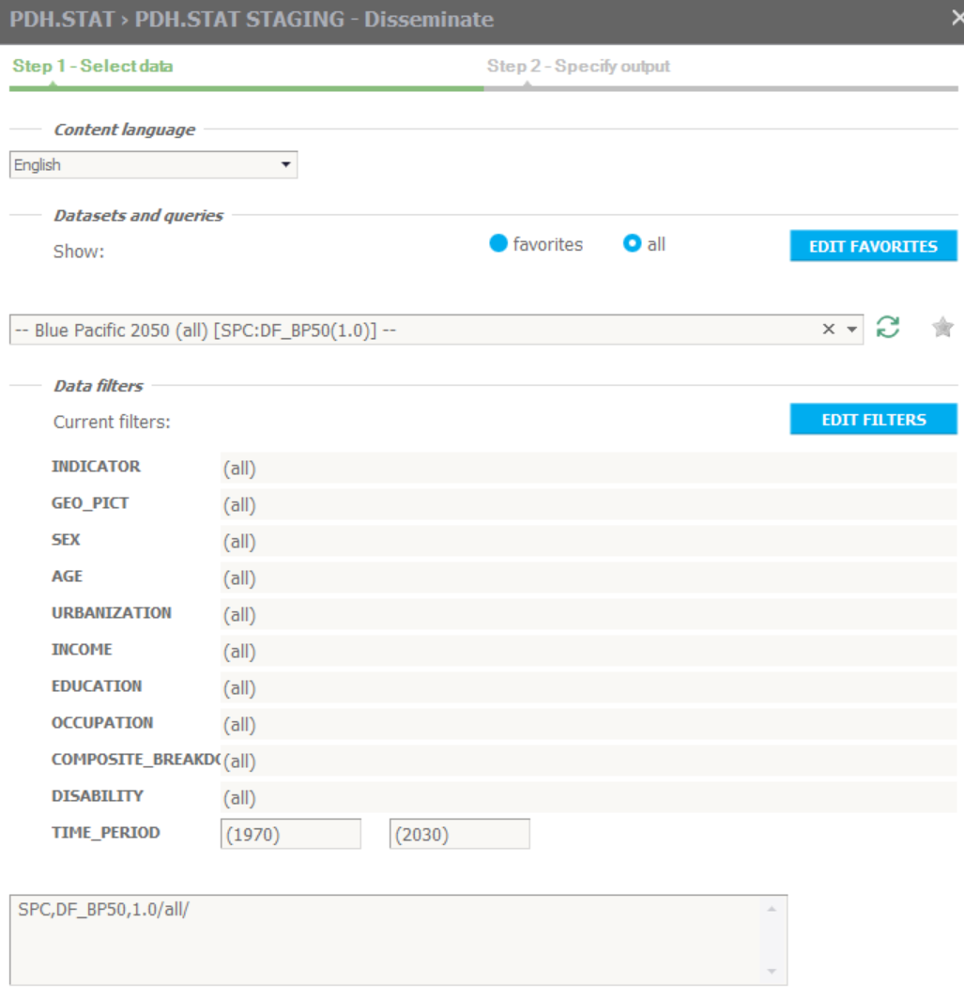 PDH.STAT › PDH.STAT STAGING - Disseminate
Step 1 - Select data
Step 2 - Specify output
Content language
English
Datasets and queries
Show:
favorites
all
EDIT FAVORITES
-- Blue Pacific 2050 (all) [SPC:DF_BP50(1.0)] --
Data filters
Current filters:
EDIT FILTERS
INDICATOR (all)
GEO_PICT (all)
SEX (all)
AGE (all)
URBANIZATION (all)
INCOME (all)
EDUCATION (all)
OCCUPATION (all)
COMPOSITE_BREAKD (all)
DISABILITY (all)
TIME_PERIOD (1970) (2030)
SPC,DF_BP50,1.0/all/